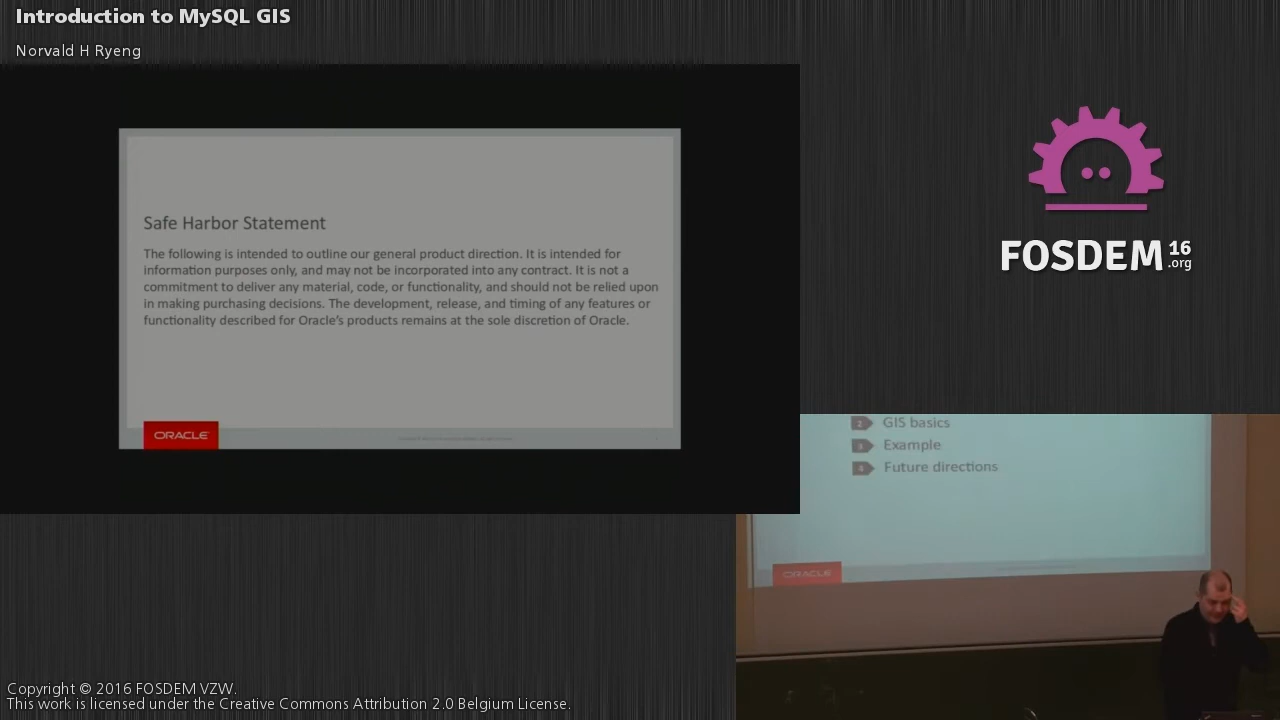 Introduction to MySQL GIS
Norvald H Ryeng
Safe Harbor Statement
The following is intended to outline our general product direction. It is intended for
information purposes only, and may not be incorporated into any contract. It is not a
commitment to deliver any material, code, or functionality, and should not be relied upon
in making purchasing decisions. The development, release, and timing of any features or
functionality described for Oracle's products remains at the sole discretion of Oracle.
ORACLE
FOSDEM 16
.org
2 GIS basics
3 Example
4 Future directions
ORACLE
Copyright © 2016 FOSDEM VZW.
This work is licensed under the Creative Commons Attribution 2.0 Belgium License.